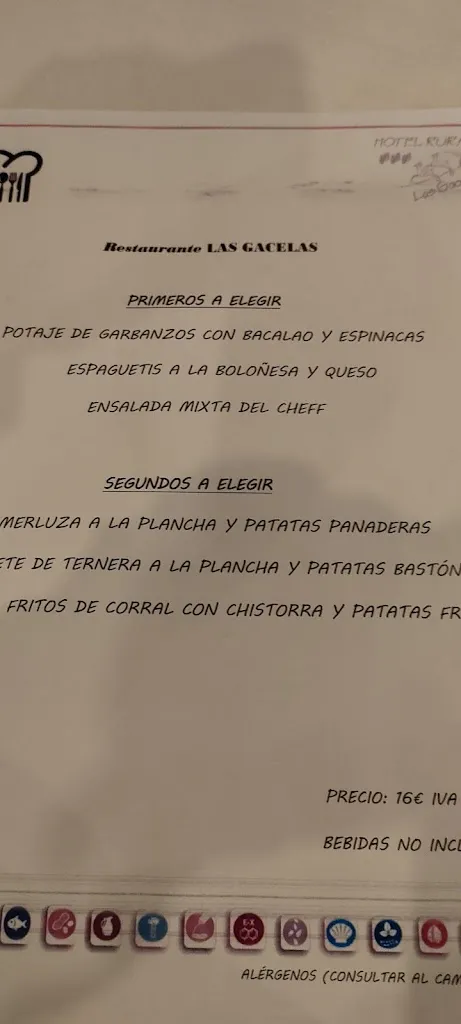 HOTEL RURA
Las Gac
Restaurante LAS GACELAS
PRIMEROS A ELEGIR
POTAJE DE GARBANZOS CON BACALAO Y ESPINACAS
ESPAGUETIS A LA BOLOÑESA Y QUESO
ENSALADA MIXTA DEL CHEFF
SEGUNDOS A ELEGIR
MERLUZA A LA PLANCHA Y PATATAS PANADERAS
ETE DE TERNERA A LA PLANCHA Y PATATAS BASTÓN
FRITOS DE CORRAL CON CHISTORRA Y PATATAS FR
PRECIO: 16€ IVA
BEBIDAS NO INCL
ALÉRGENOS (CONSULTAR AL CAM